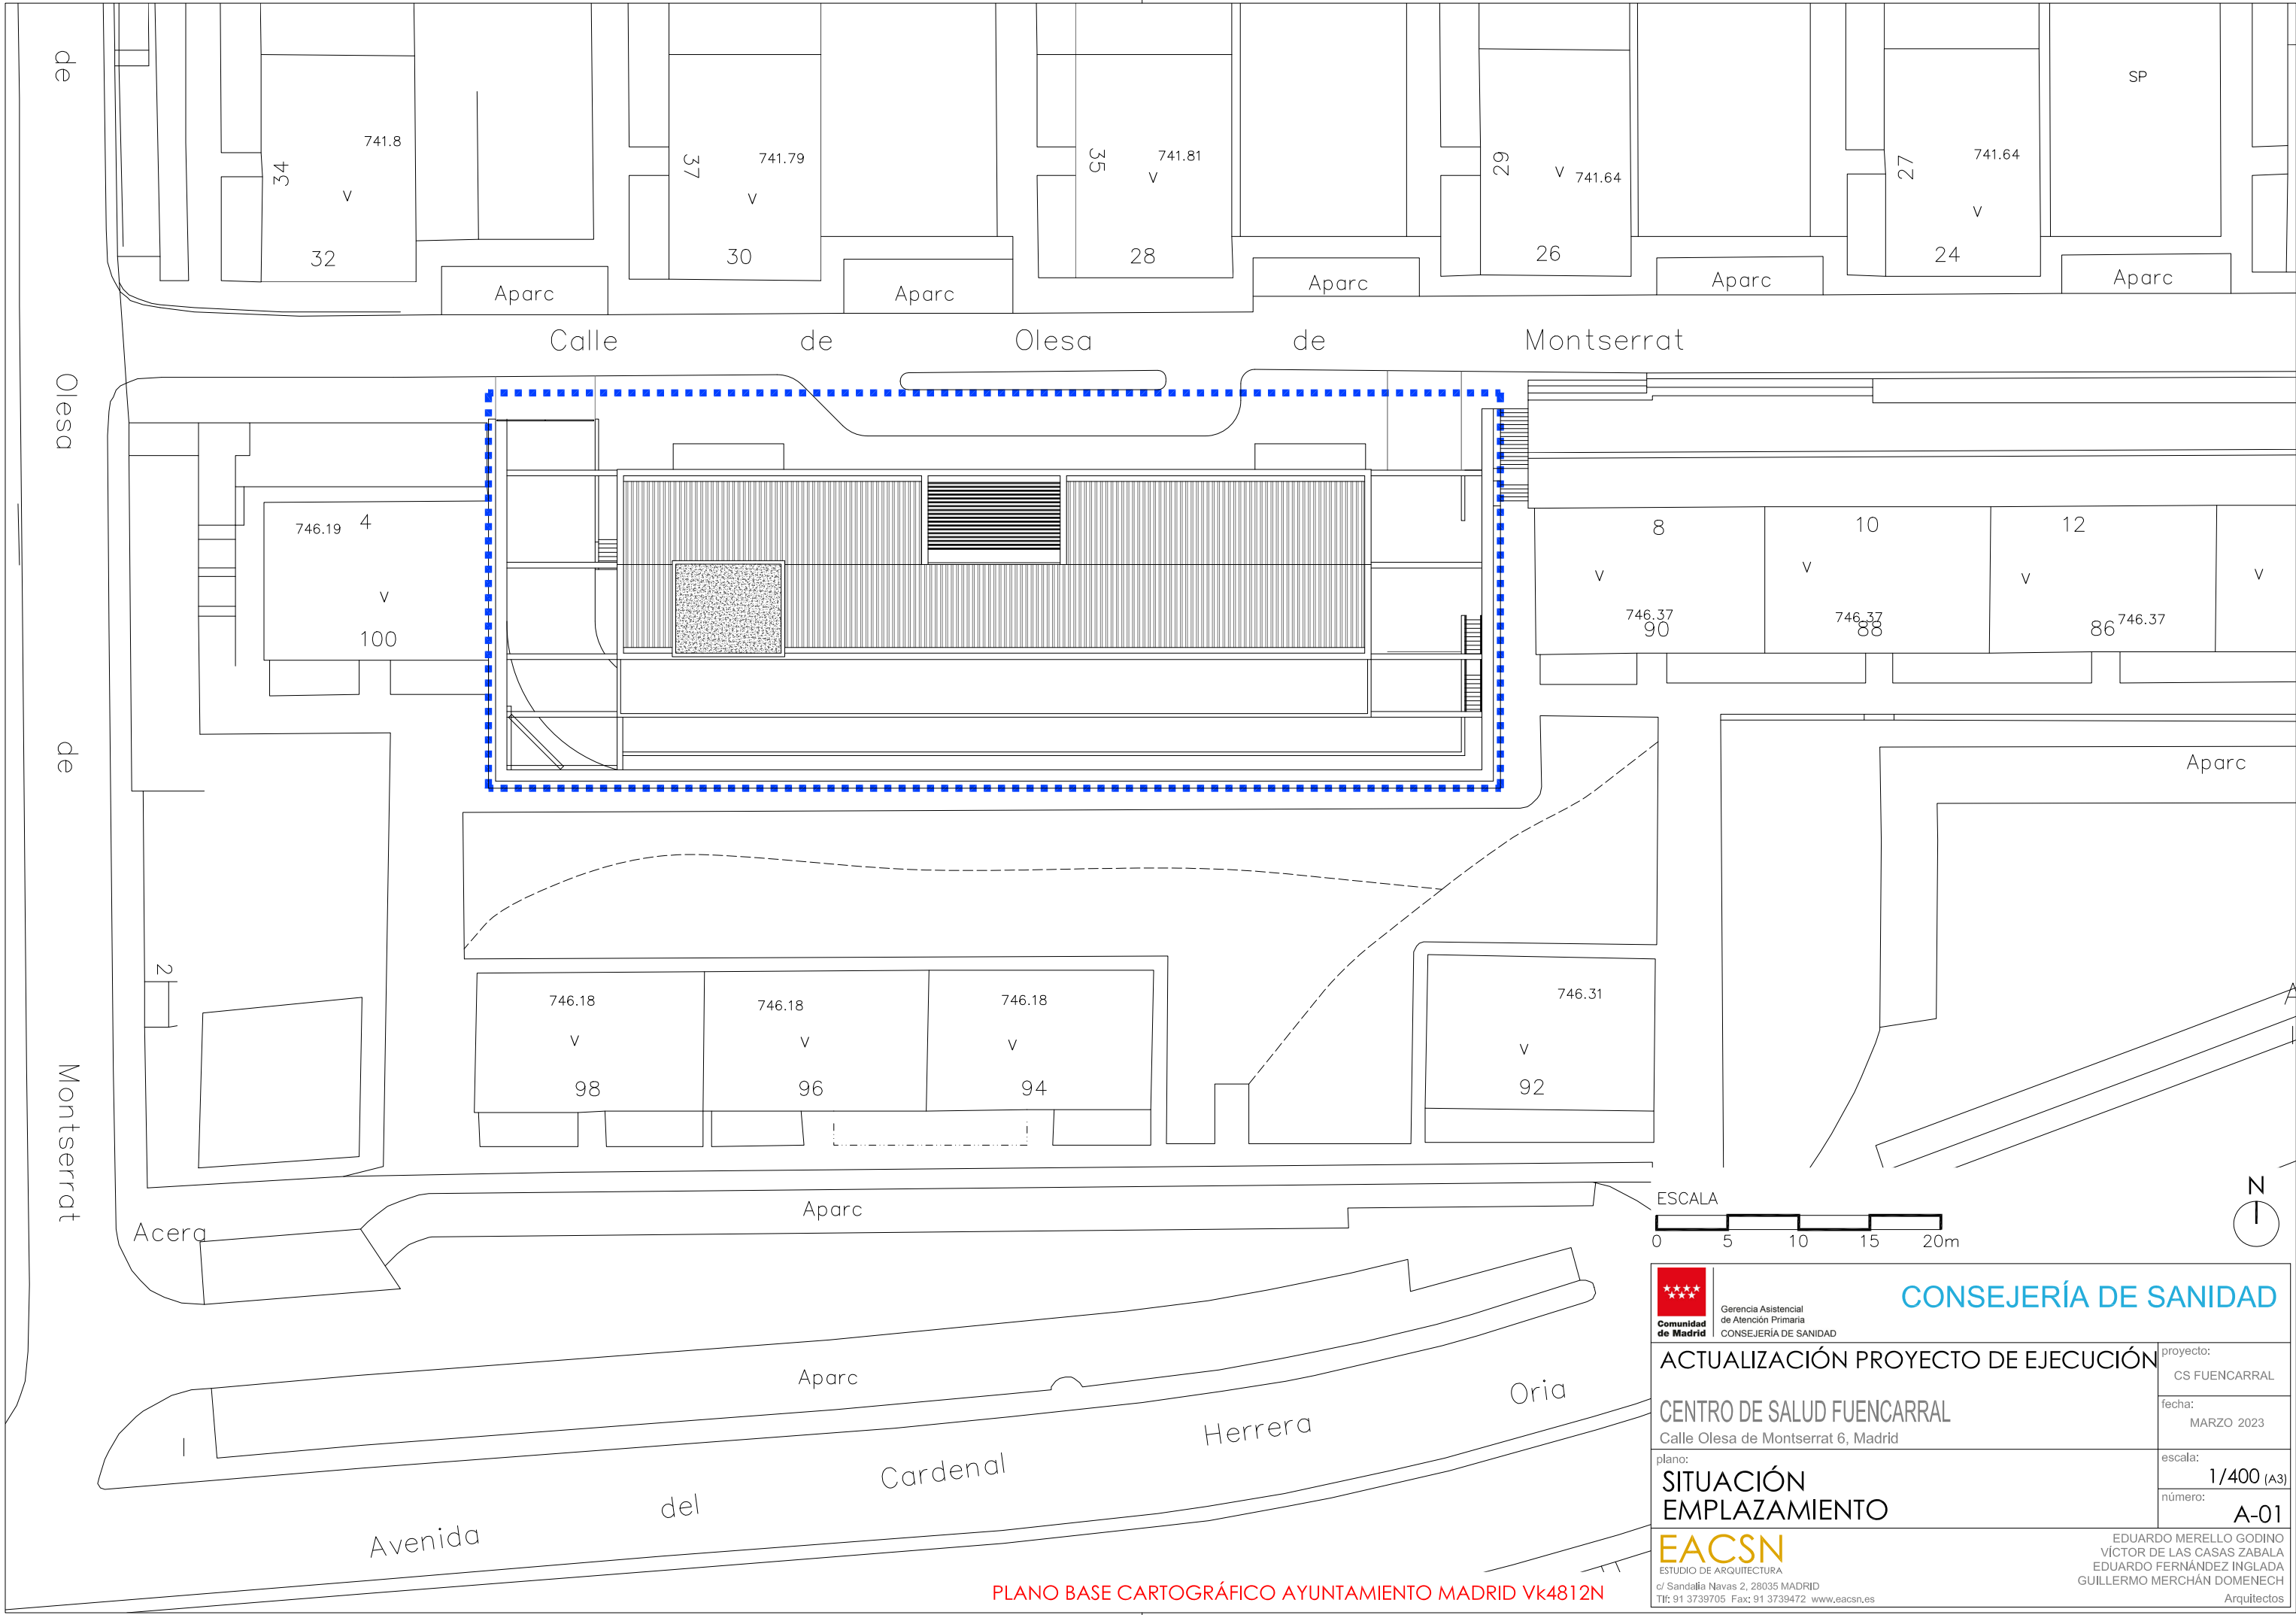 de
Olesa
de
Montserrat
34
741.8
V
32
37
741.79
V
30
35
741.81
V
28
29
V
741.64
26
27
741.64
V
24
SP
Aparc
Aparc
Aparc
Aparc
Aparc
Calle de Olesa de Montserrat
746.19
4
V
100
8
V
746.37
90
10
V
746.37
88
12
V
86
746.37
V
Aparc
2
746.18
V
98
746.18
V
96
746.18
V
94
746.31
V
92
A
Acera
Aparc
Aparc
Avenida del Cardenal Herrera Oria
ESCALA
0 5 10 15 20m
N
Comunidad
de Madrid
Gerencia Asistencial
de Atención Primaria
CONSEJERÍA DE SANIDAD
CONSEJERÍA DE SANIDAD
ACTUALIZACIÓN PROYECTO DE EJECUCIÓN
proyecto:
CS FUENCARRAL
CENTRO DE SALUD FUENCARRAL
Calle Olesa de Montserrat 6, Madrid
fecha:
MARZO 2023
plano:
SITUACIÓN
EMPLAZAMIENTO
escala:
1/400 (A3)
número:
A-01
EACSN
ESTUDIO DE ARQUITECTURA
c/ Sandalia Navas 2, 28035 MADRID
Tlf: 91 3739705 Fax: 91 3739472 www.eacsn.es
EDUARDO MERELLO GODINO
VÍCTOR DE LAS CASAS ZABALA
EDUARDO FERNÁNDEZ INGLADA
GUILLERMO MERCHÁN DOMENECH
Arquitectos
PLANO BASE CARTOGRÁFICO AYUNTAMIENTO MADRID VK4812N